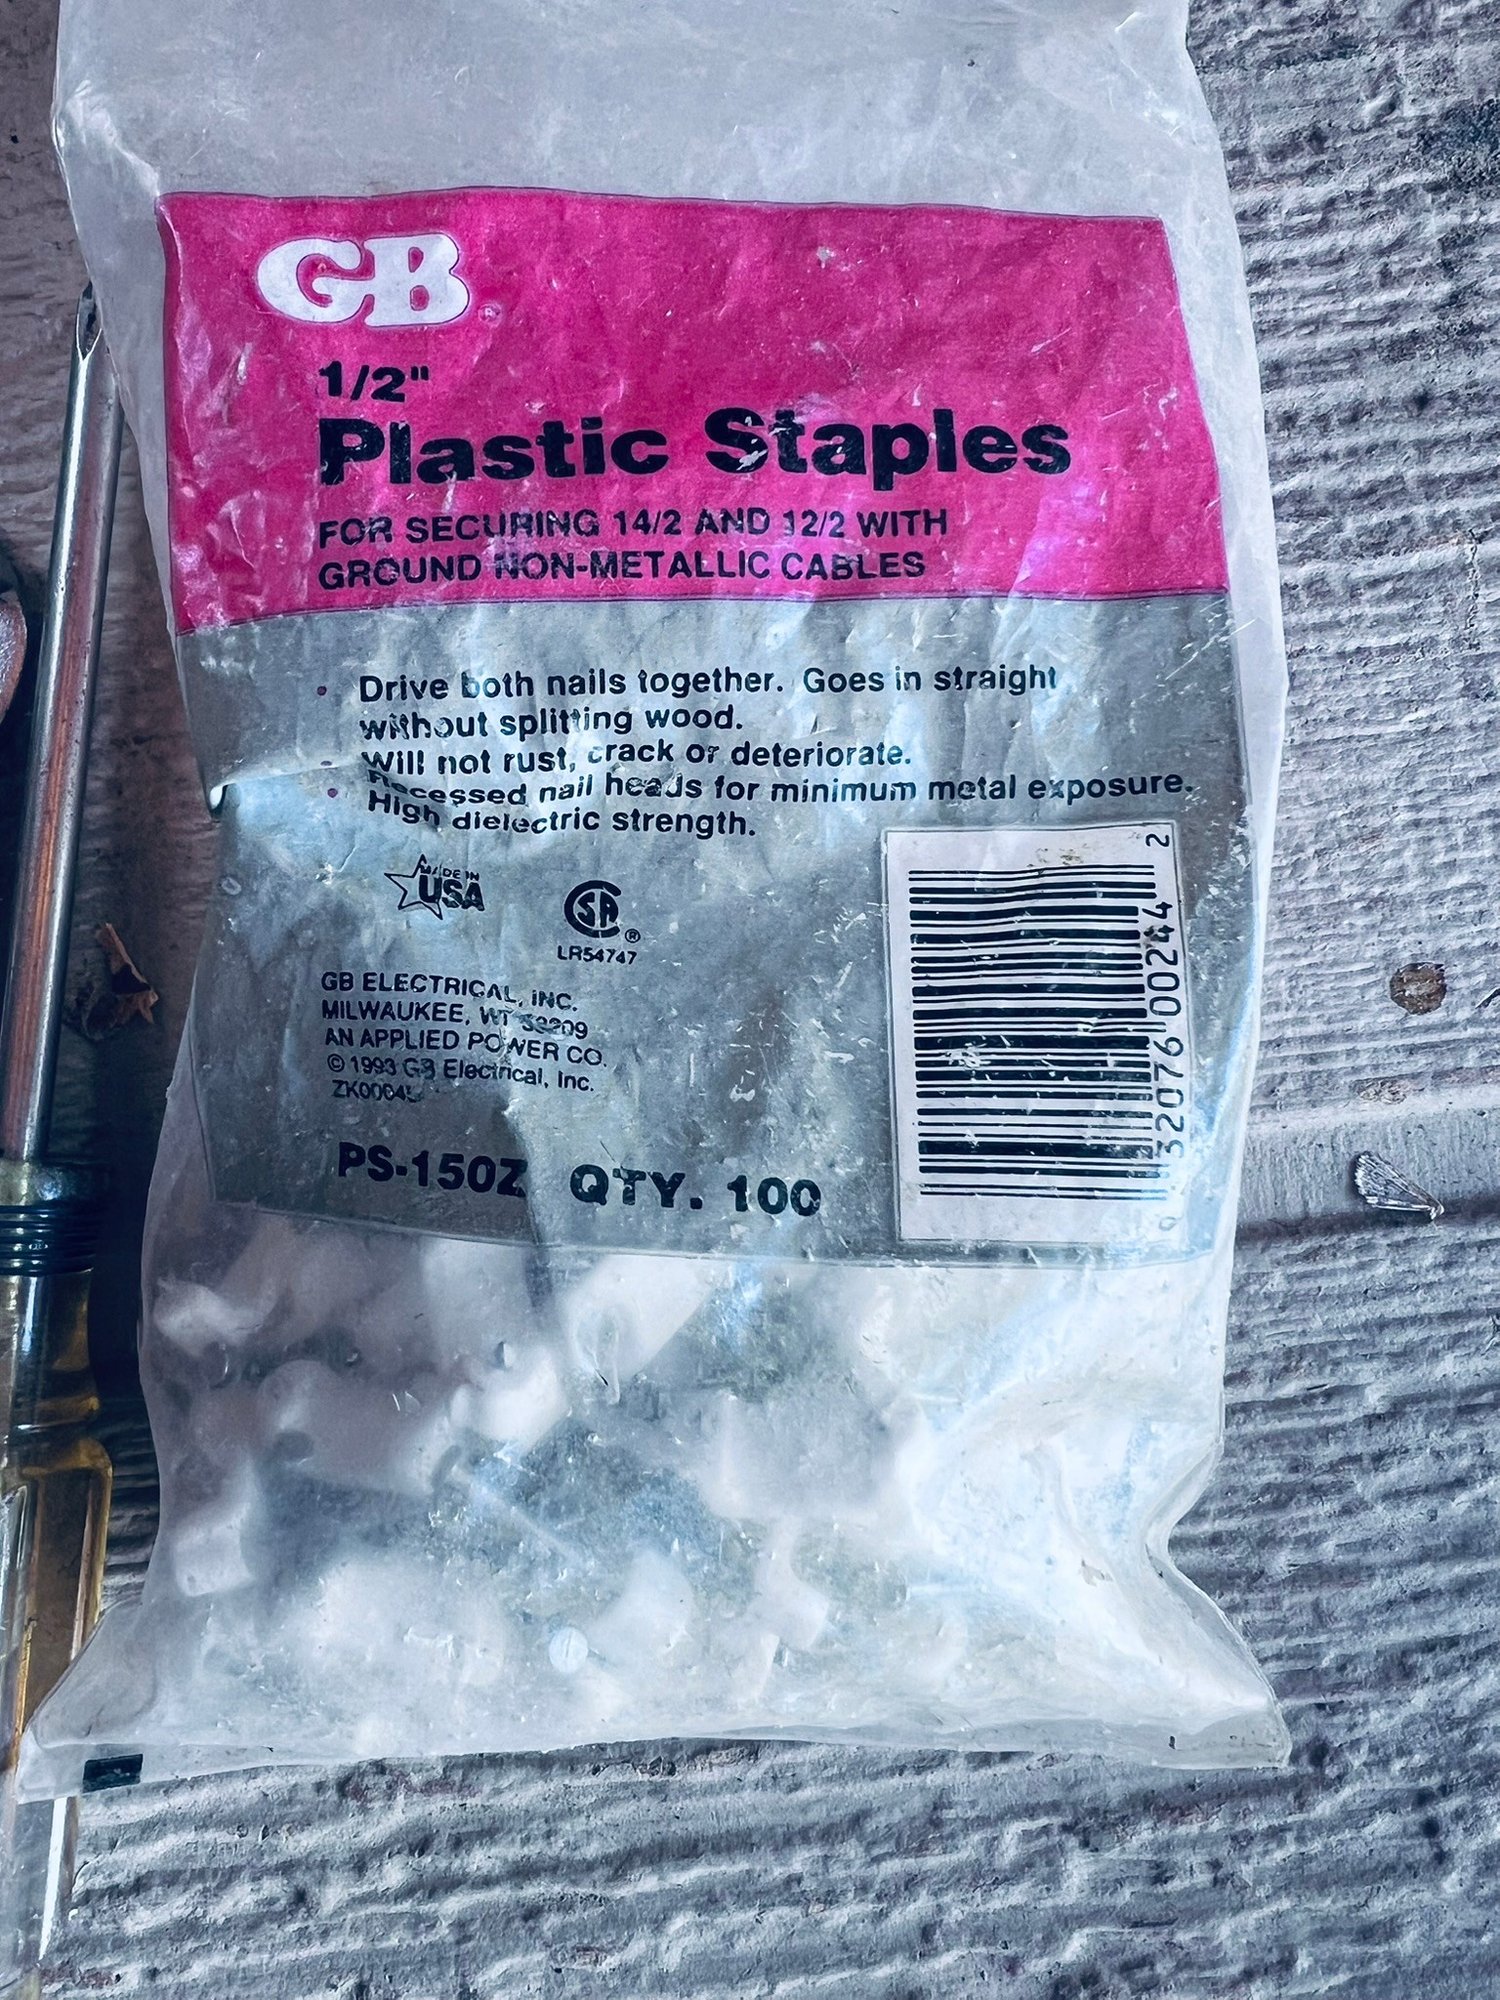 GB
1/2"
Plastic Staples
FOR SECURING 14/2 AND 12/2 WITH
GROUND NON-METALLIC CABLES
• Drive both nails together. Goes in straight
without splitting wood.
• Will not rust, crack or deteriorate.
• Recessed nail heads for minimum metal exposure.
High dielectric strength.
MADE IN
USA
SA ®
LR54747
GB ELECTRICAL, INC.
MILWAUKEE, WI 53209
AN APPLIED POWER CO.
© 1993 GB Electrical, Inc.
PS-150Z QTY. 100
0 32076 00244 2